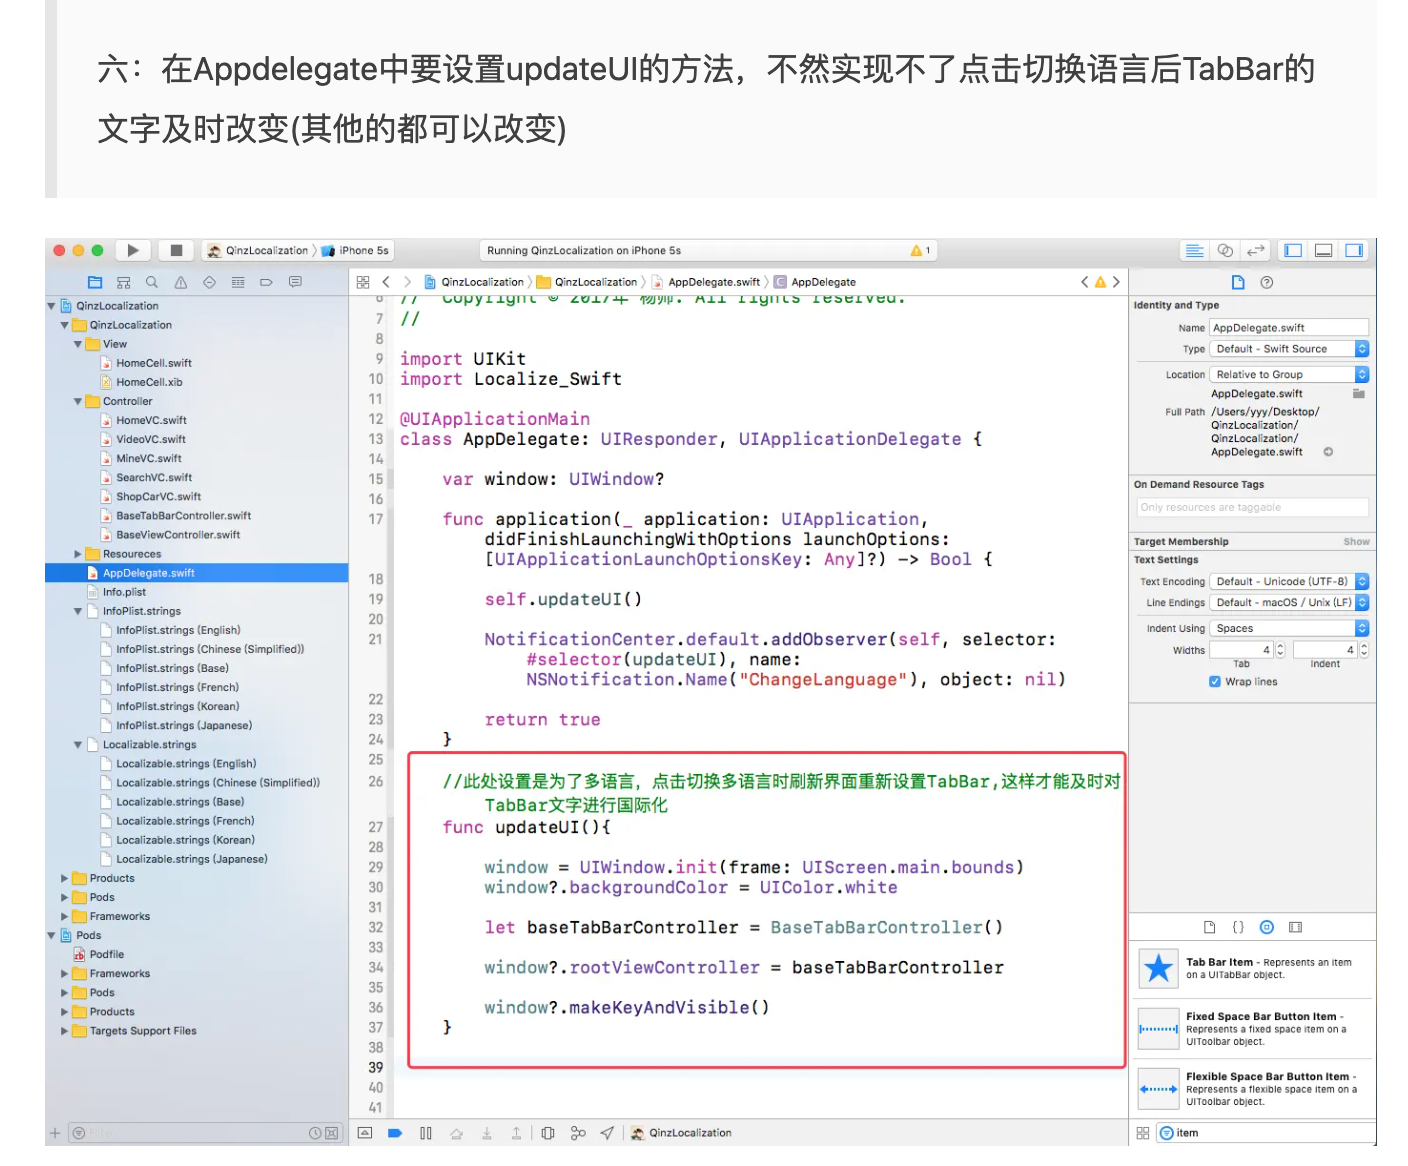 六：在Appdelegate中要设置updateUI的方法，不然实现不了点击切换语言后TabBar的
文字及时改变(其他的都可以改变)
QinzLocalization
iPhone 5s
Running QinzLocalization on iPhone 5s
1
QinzLocalization
QinzLocalization
View
HomeCell.swift
HomeCell.xib
Controller
HomeVC.swift
VideoVC.swift
MineVC.swift
SearchVC.swift
ShopCarVC.swift
BaseTabBarController.swift
BaseViewController.swift
Resoureces
AppDelegate.swift
Info.plist
InfoPlist.strings
InfoPlist.strings (English)
InfoPlist.strings (Chinese (Simplified))
InfoPlist.strings (Base)
InfoPlist.strings (French)
InfoPlist.strings (Korean)
InfoPlist.strings (Japanese)
Localizable.strings
Localizable.strings (English)
Localizable.strings (Chinese (Simplified))
Localizable.strings (Base)
Localizable.strings (French)
Localizable.strings (Korean)
Localizable.strings (Japanese)
Products
Pods
Frameworks
Pods
Podfile
Frameworks
Pods
Products
Targets Support Files
QinzLocalization
QinzLocalization
AppDelegate.swift
AppDelegate
6 // Copyright © 2017年 杨帅. All rights reserved.
7 //
8
9 import UIKit
10 import Localize_Swift
11
12 @UIApplicationMain
13 class AppDelegate: UIResponder, UIApplicationDelegate {
14
15 var window: UIWindow?
16
17 func application(_ application: UIApplication,
didFinishLaunchingWithOptions launchOptions:
[UIApplicationLaunchOptionsKey: Any]?) -> Bool {
18
19 self.updateUI()
20
21 NotificationCenter.default.addObserver(self, selector:
#selector(updateUI), name:
NSNotification.Name("ChangeLanguage"), object: nil)
22
23 return true
24 }
25
26 //此处设置是为了多语言，点击切换多语言时刷新界面重新设置TabBar,这样才能及时对
TabBar文字进行国际化
27 func updateUI(){
28
29 window = UIWindow.init(frame: UIScreen.main.bounds)
30 window?.backgroundColor = UIColor.white
31
32 let baseTabBarController = BaseTabBarController()
33
34 window?.rootViewController = baseTabBarController
35
36 window?.makeKeyAndVisible()
37 }
38
39
40
41
QinzLocalization
Identity and Type
Name AppDelegate.swift
Type Default - Swift Source
Location Relative to Group
AppDelegate.swift
Full Path /Users/yyy/Desktop/
QinzLocalization/
QinzLocalization/
AppDelegate.swift
On Demand Resource Tags
Only resources are taggable
Target Membership Show
Text Settings
Text Encoding Default - Unicode (UTF-8)
Line Endings Default - macOS / Unix (LF)
Indent Using Spaces
Widths 4 4
Tab Indent
Wrap lines
{ }
Tab Bar Item - Represents an item
on a UITabBar object.
Fixed Space Bar Button Item -
Represents a fixed space item on a
UIToolbar object.
Flexible Space Bar Button Item -
Represents a flexible space item on a
UIToolbar object.
item